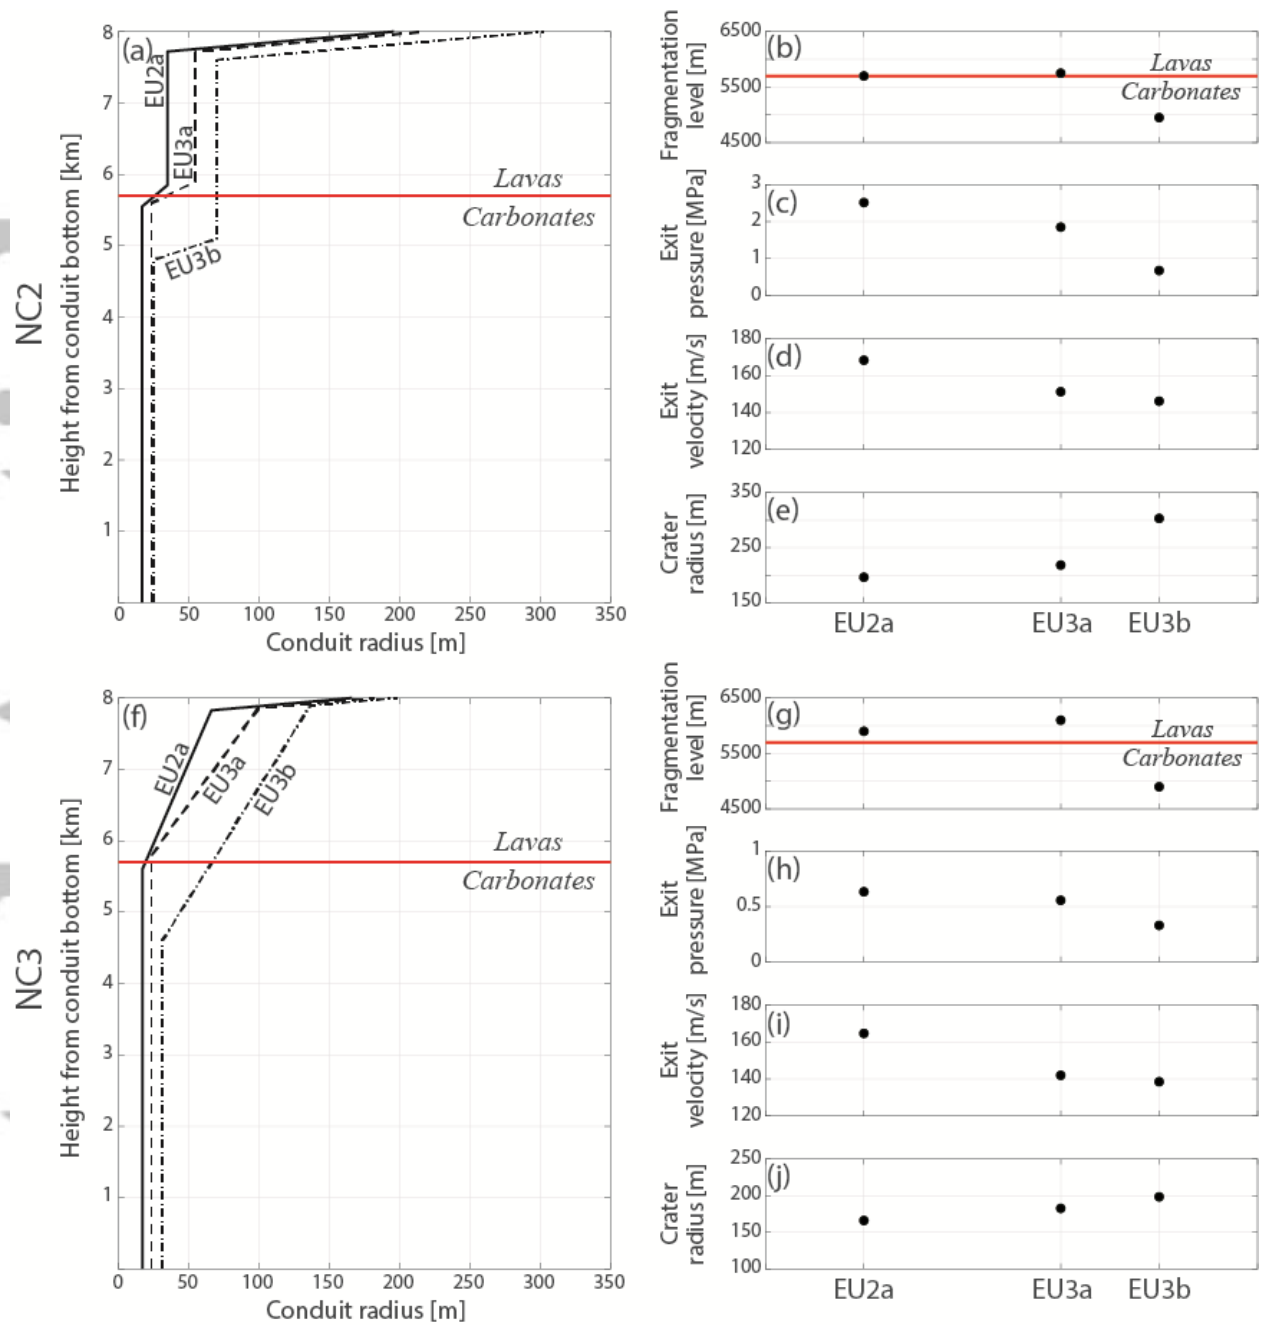 NC2
(a)
Height from conduit bottom [km]
8
7
6
5
4
3
2
1
EU2a
EU3a
EU3b
Lavas
Carbonates
0
50
100
150
200
250
300
350
Conduit radius [m]
(b)
Fragmentation
level [m]
6500
5500
4500
Lavas
Carbonates
(c)
Exit
pressure [MPa]
3
2
1
0
(d)
Exit
velocity [m/s]
180
160
140
120
(e)
Crater
radius [m]
350
250
150
EU2a
EU3a
EU3b
NC3
(f)
Height from conduit bottom [km]
8
7
6
5
4
3
2
1
EU2a
EU3a
EU3b
Lavas
Carbonates
0
50
100
150
200
250
300
350
Conduit radius [m]
(g)
Fragmentation
level [m]
6500
5500
4500
Lavas
Carbonates
(h)
Exit
pressure [MPa]
1
0.5
0
(i)
Exit
velocity [m/s]
180
160
140
120
(j)
Crater
radius [m]
250
200
150
100
EU2a
EU3a
EU3b